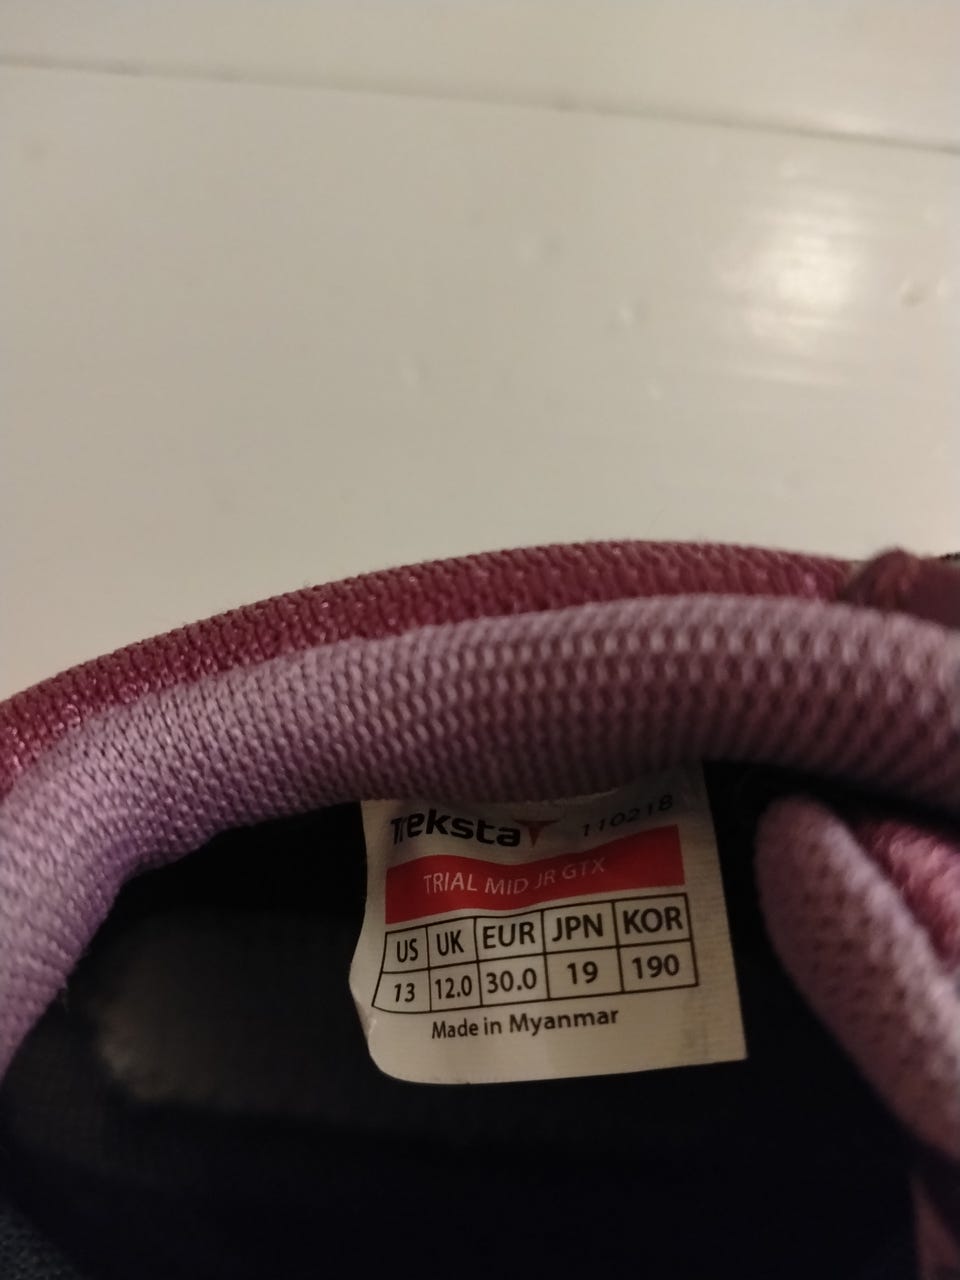 Treksta 110218
TRIAL MID JR GTX
US UK EUR JPN KOR
13 12.0 30.0 19 190
Made in Myanmar